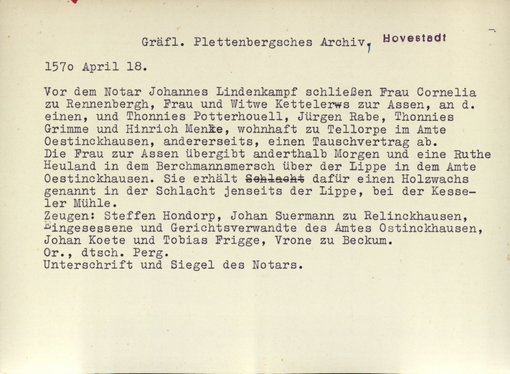 Gräfl. Plettenbergsches Archiv, Hovestadt
1570 April 18.
Vor dem Notar Johannes Lindenkampf schließen Frau Cornelia
zu Rennenbergh, Frau und Witwe Kettelerws zur Assen, an d.
einen, und Thonnies Potterhouell, Jürgen Rabe, Thonnies
Grimme und Hinrich Menke, wohnhaft zu Tellorpe im Amte
Oestinckhausen, andererseits, einen Tauschvertrag ab.
Die Frau zur Assen übergibt anderthalb Morgen und eine Ruthe
Heuland in dem Berchmannsmersch über der Lippe in dem Amte
Oestinckhausen. Sie erhält Schlacht dafür einen Holzwachs
genannt in der Schlacht jenseits der Lippe, bei der Kesse-
ler Mühle.
Zeugen: Steffen Hondorp, Johan Suermann zu Relinckhausen,
Eingesessene und Gerichtsverwandte des Amtes Ostinckhausen,
Johan Koete und Tobias Frigge, Vrone zu Beckum.
Or., dtsch. Perg.
Unterschrift und Siegel des Notars.